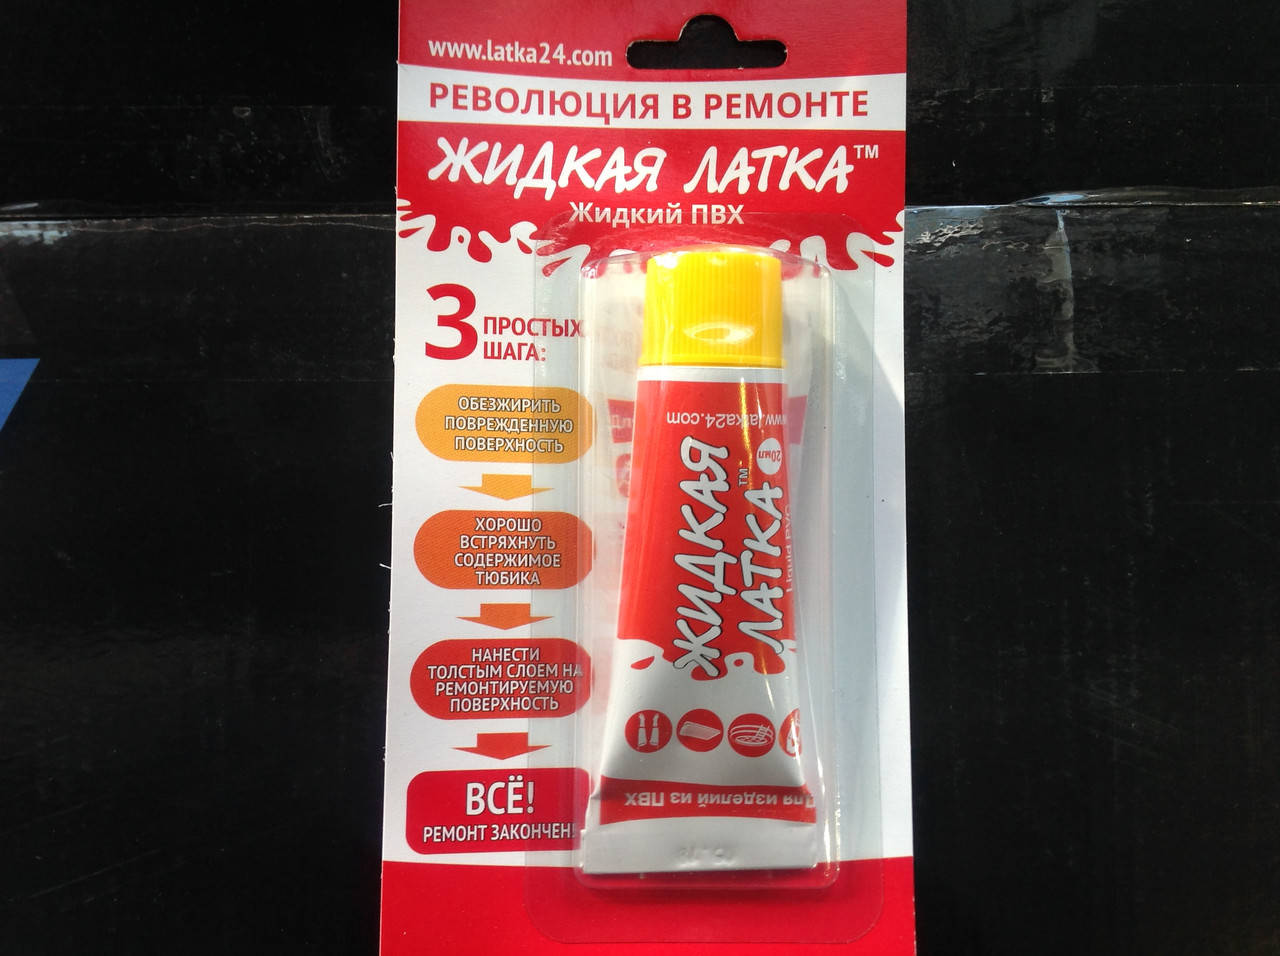 www.latka24.com
РЕВОЛЮЦИЯ В РЕМОНТЕ
ЖИДКАЯ ЛАТКА™
Жидкий ПВХ
3 ПРОСТЫХ
ШАГА:
ОБЕЗЖИРИТЬ
ПОВРЕЖДЕННУЮ
ПОВЕРХНОСТЬ
ХОРОШО
ВСТРЯХНУТЬ
СОДЕРЖИМОЕ
ТЮБИКА
НАНЕСТИ
ТОЛСТЫМ СЛОЕМ НА
РЕМОНТИРУЕМУЮ
ПОВЕРХНОСТЬ
ВСЁ!
РЕМОНТ ЗАКОНЧЕН!
www.latka24.com
20мл
ЖИДКАЯ
ЛАТКА™
Liquid PVC
Для изделий из ПВХ